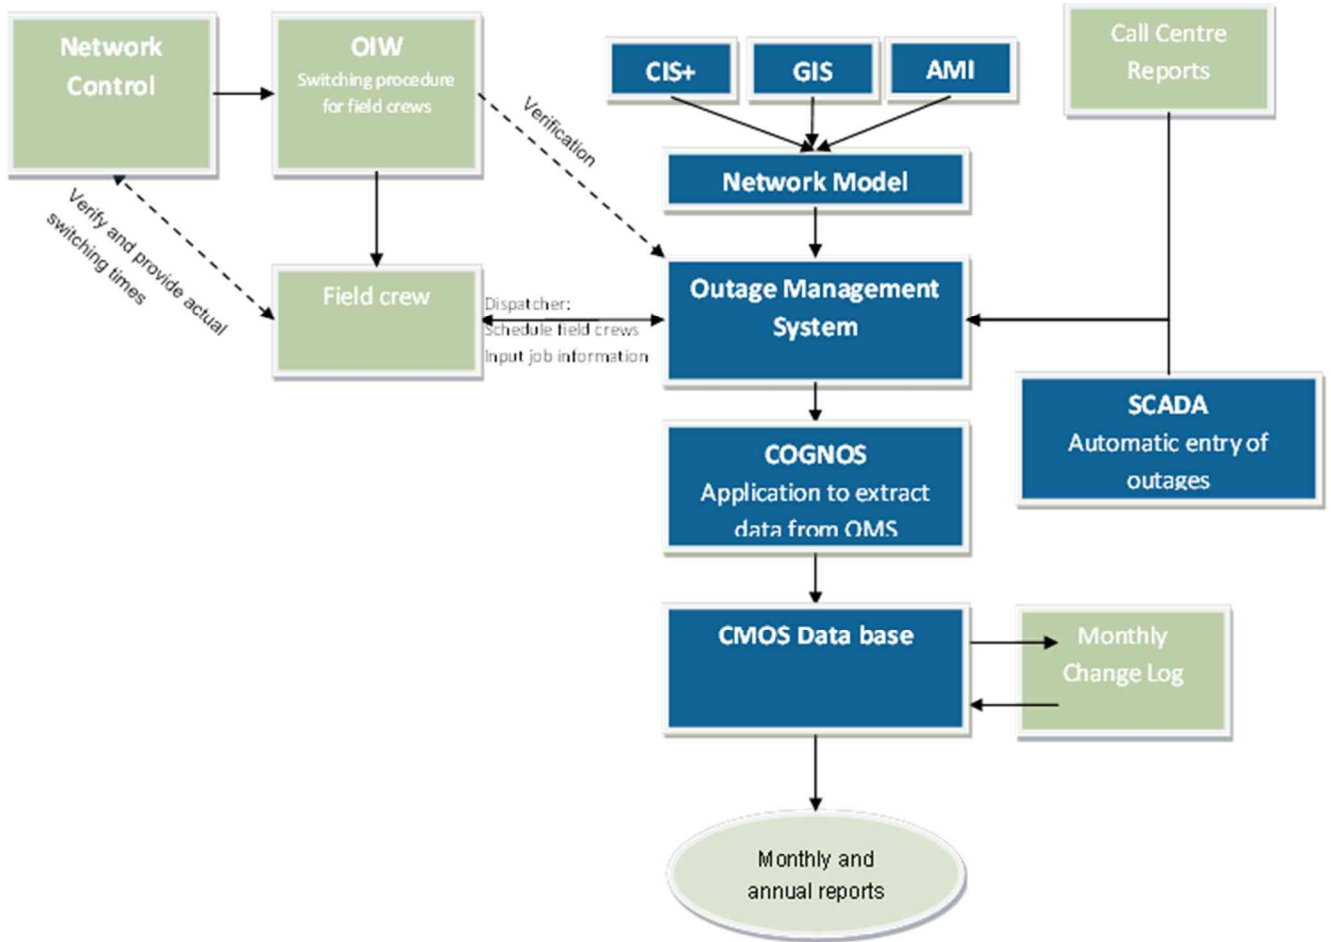 Network
Control
OIW
Switching procedure
for field crews
Verification
CIS+
GIS
AMI
Call Centre
Reports
Network Model
Verify and provide actual
switching times
Field crew
Dispatcher:
Schedule field crews
Input job information
Outage Management
System
SCADA
Automatic entry of
outages
COGNOS
Application to extract
data from OMS
CMOS Data base
Monthly
Change Log
Monthly and
annual reports